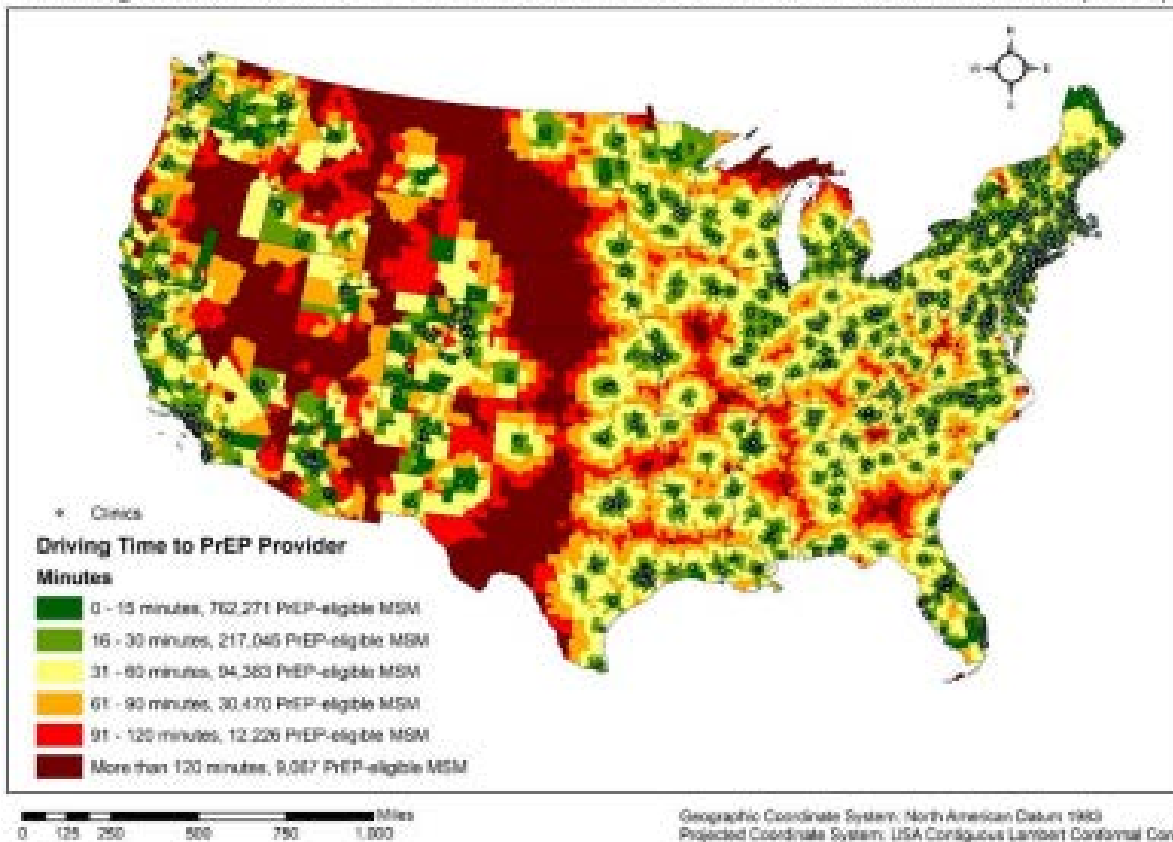 N
W E
S
Clinics
Driving Time to PrEP Provider
Minutes
0 - 15 minutes, 762,271 PrEP-eligible MSM
16 - 30 minutes, 217,045 PrEP-eligible MSM
31 - 60 minutes, 94,383 PrEP-eligible MSM
61 - 90 minutes, 30,470 PrEP-eligible MSM
91 - 120 minutes, 12,226 PrEP-eligible MSM
More than 120 minutes, PrEP-eligible MSM
Miles
0 125 250 500 750 1,000
Geographic Coordinate System: North American Datum 1983
Projected Coordinate System: USA Contiguous Lambert Conformal Con